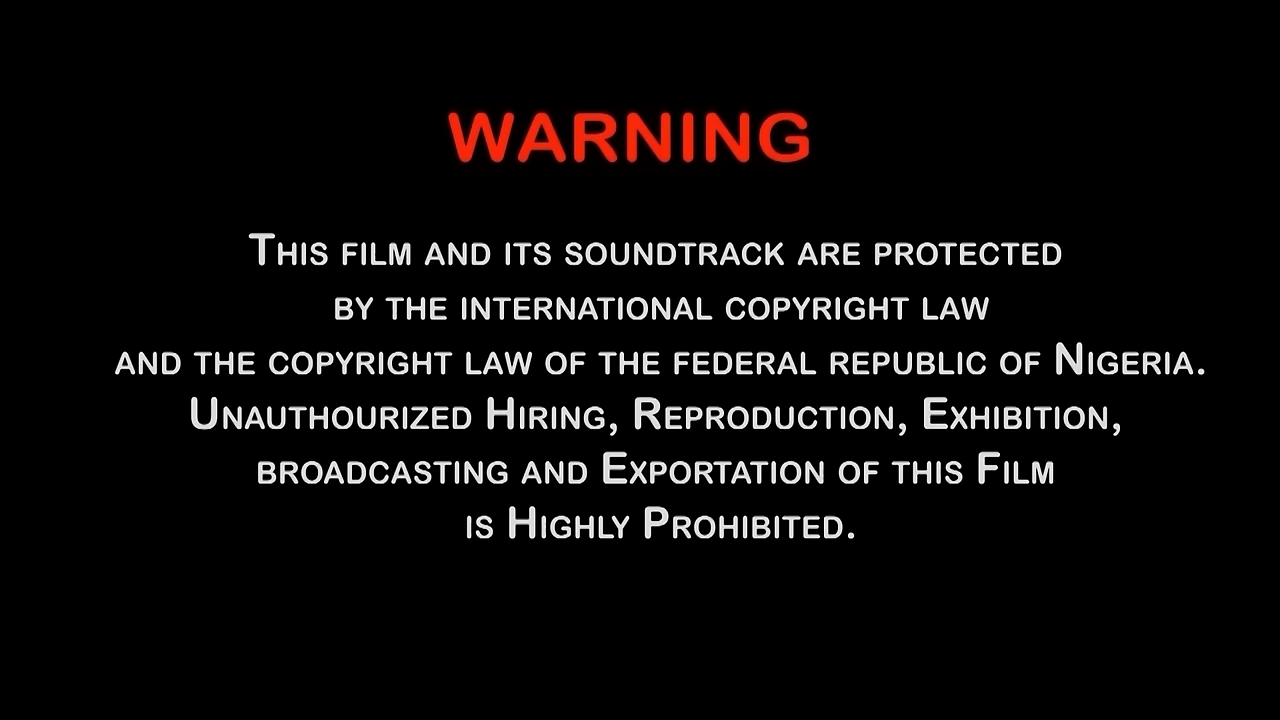 WARNING
This film and its soundtrack are protected
by the international copyright law
and the copyright law of the federal republic of Nigeria.
Unauthourized Hiring, Reproduction, Exhibition,
broadcasting and Exportation of this Film
is Highly Prohibited.